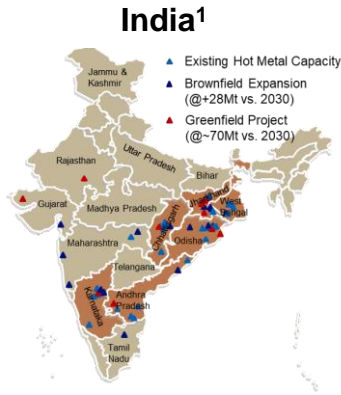 India1
Existing Hot Metal Capacity
Brownfield Expansion
(@+28Mt vs. 2030)
Greenfield Project
(@~70Mt vs. 2030)
Jammu &
Kashmir
Rajasthan
Uttar Pradesh
Bihar
Gujarat
Madhya Pradesh
Chhattisgarh
Jharkhand
West
Bengal
Odisha
Maharashtra
Telangana
Karnataka
Andhra
Pradesh
Tamil
Nadu